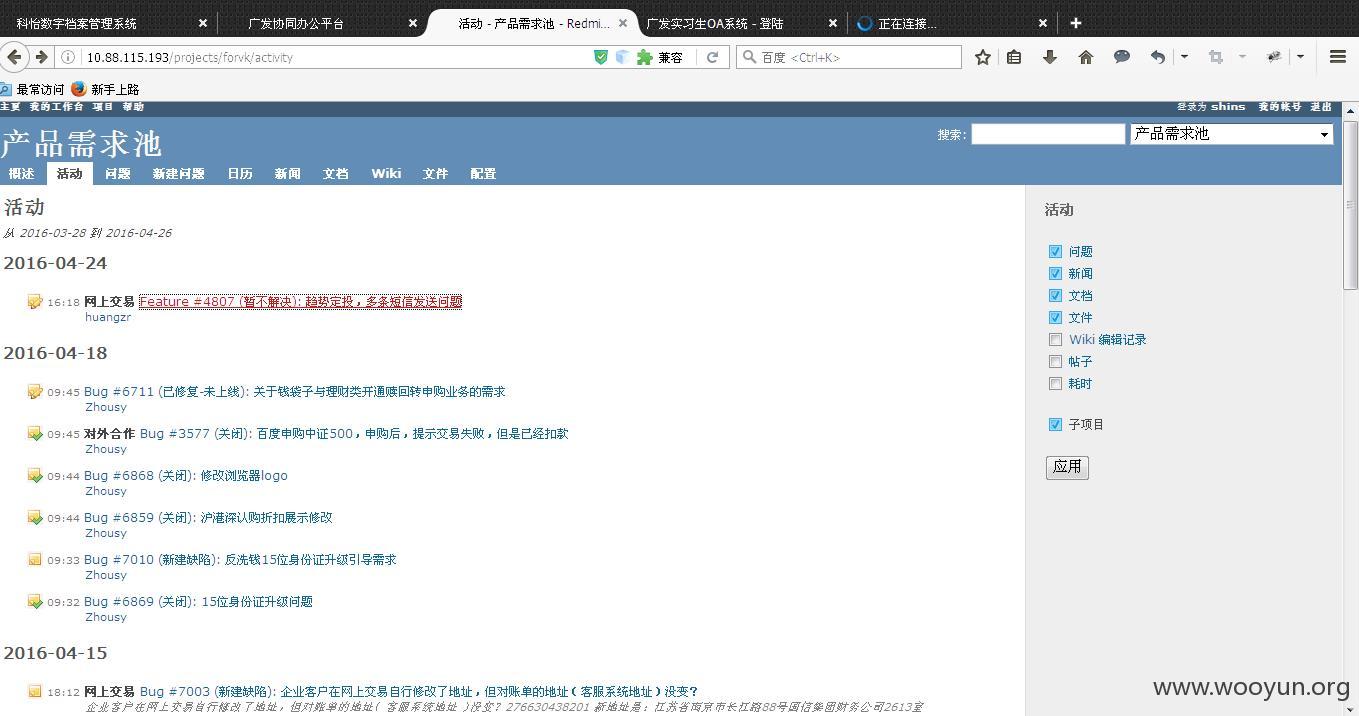 科怡数字档案管理系统 × 广发协同办公平台 × 活动 - 产品需求池 - Redmi... × 广发实习生OA系统 - 登陆 × 正在连接... × +
10.88.115.193/projects/forvk/activity 兼容 百度 <Ctrl+K>
最常访问 新手上路
主页 我的工作台 项目 帮助 登录为 shins 我的帐号 退出
产品需求池 搜索: 产品需求池
概述 活动 问题 新建问题 日历 新闻 文档 Wiki 文件 配置
活动
从 2016-03-28 到 2016-04-26
2016-04-24
16:18 网上交易 Feature #4807 (暂不解决): 趋势定投，多条短信发送问题
huangzr
2016-04-18
09:45 Bug #6711 (已修复-未上线): 关于钱袋子与理财类开通赎回转申购业务的需求
Zhousy
09:45 对外合作 Bug #3577 (关闭): 百度申购中证500，申购后，提示交易失败，但是已经扣款
Zhousy
09:44 Bug #6868 (关闭): 修改浏览器logo
Zhousy
09:44 Bug #6859 (关闭): 沪港深认购折扣展示修改
Zhousy
09:33 Bug #7010 (新建缺陷): 反洗钱15位身份证升级引导需求
Zhousy
09:32 Bug #6869 (关闭): 15位身份证升级问题
Zhousy
2016-04-15
18:12 网上交易 Bug #7003 (新建缺陷): 企业客户在网上交易自行修改了地址，但对账单的地址（客服系统地址）没变？
企业客户在网上交易自行修改了地址，但对账单的地址（客服系统地址）没变？276630438201 新地址是：江苏省南京市长江路88号国信集团财务公司2613室
活动
问题
新闻
文档
文件
Wiki 编辑记录
帖子
耗时
子项目
应用
www.wooyun.org